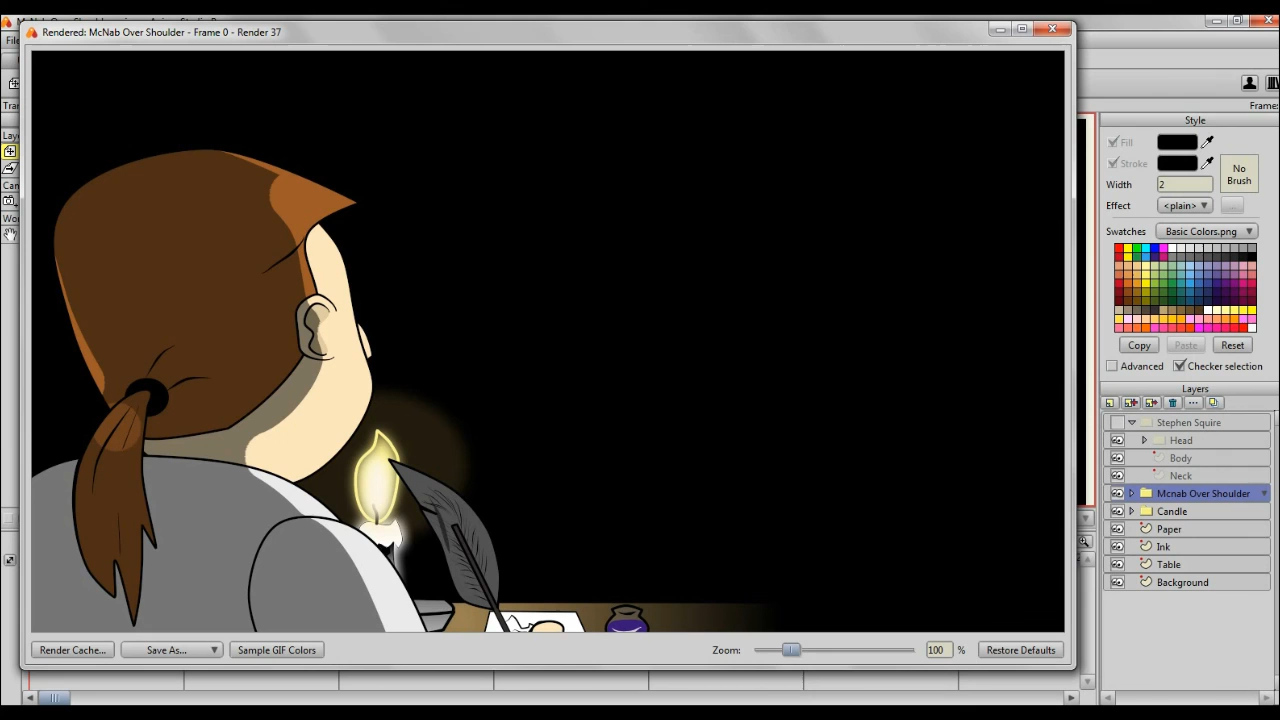 Rendered: McNab Over Shoulder - Frame 0 - Render 37
Frame:
Style
Fill
Stroke
No Brush
Width 2
Effect <plain> ...
Swatches Basic Colors.png
Copy Paste Reset
Advanced Checker selection
Layers
Stephen Squire
Head
Body
Neck
Mcnab Over Shoulder
Candle
Paper
Ink
Table
Background
Render Cache... Save As... Sample GIF Colors Zoom: 100 % Restore Defaults